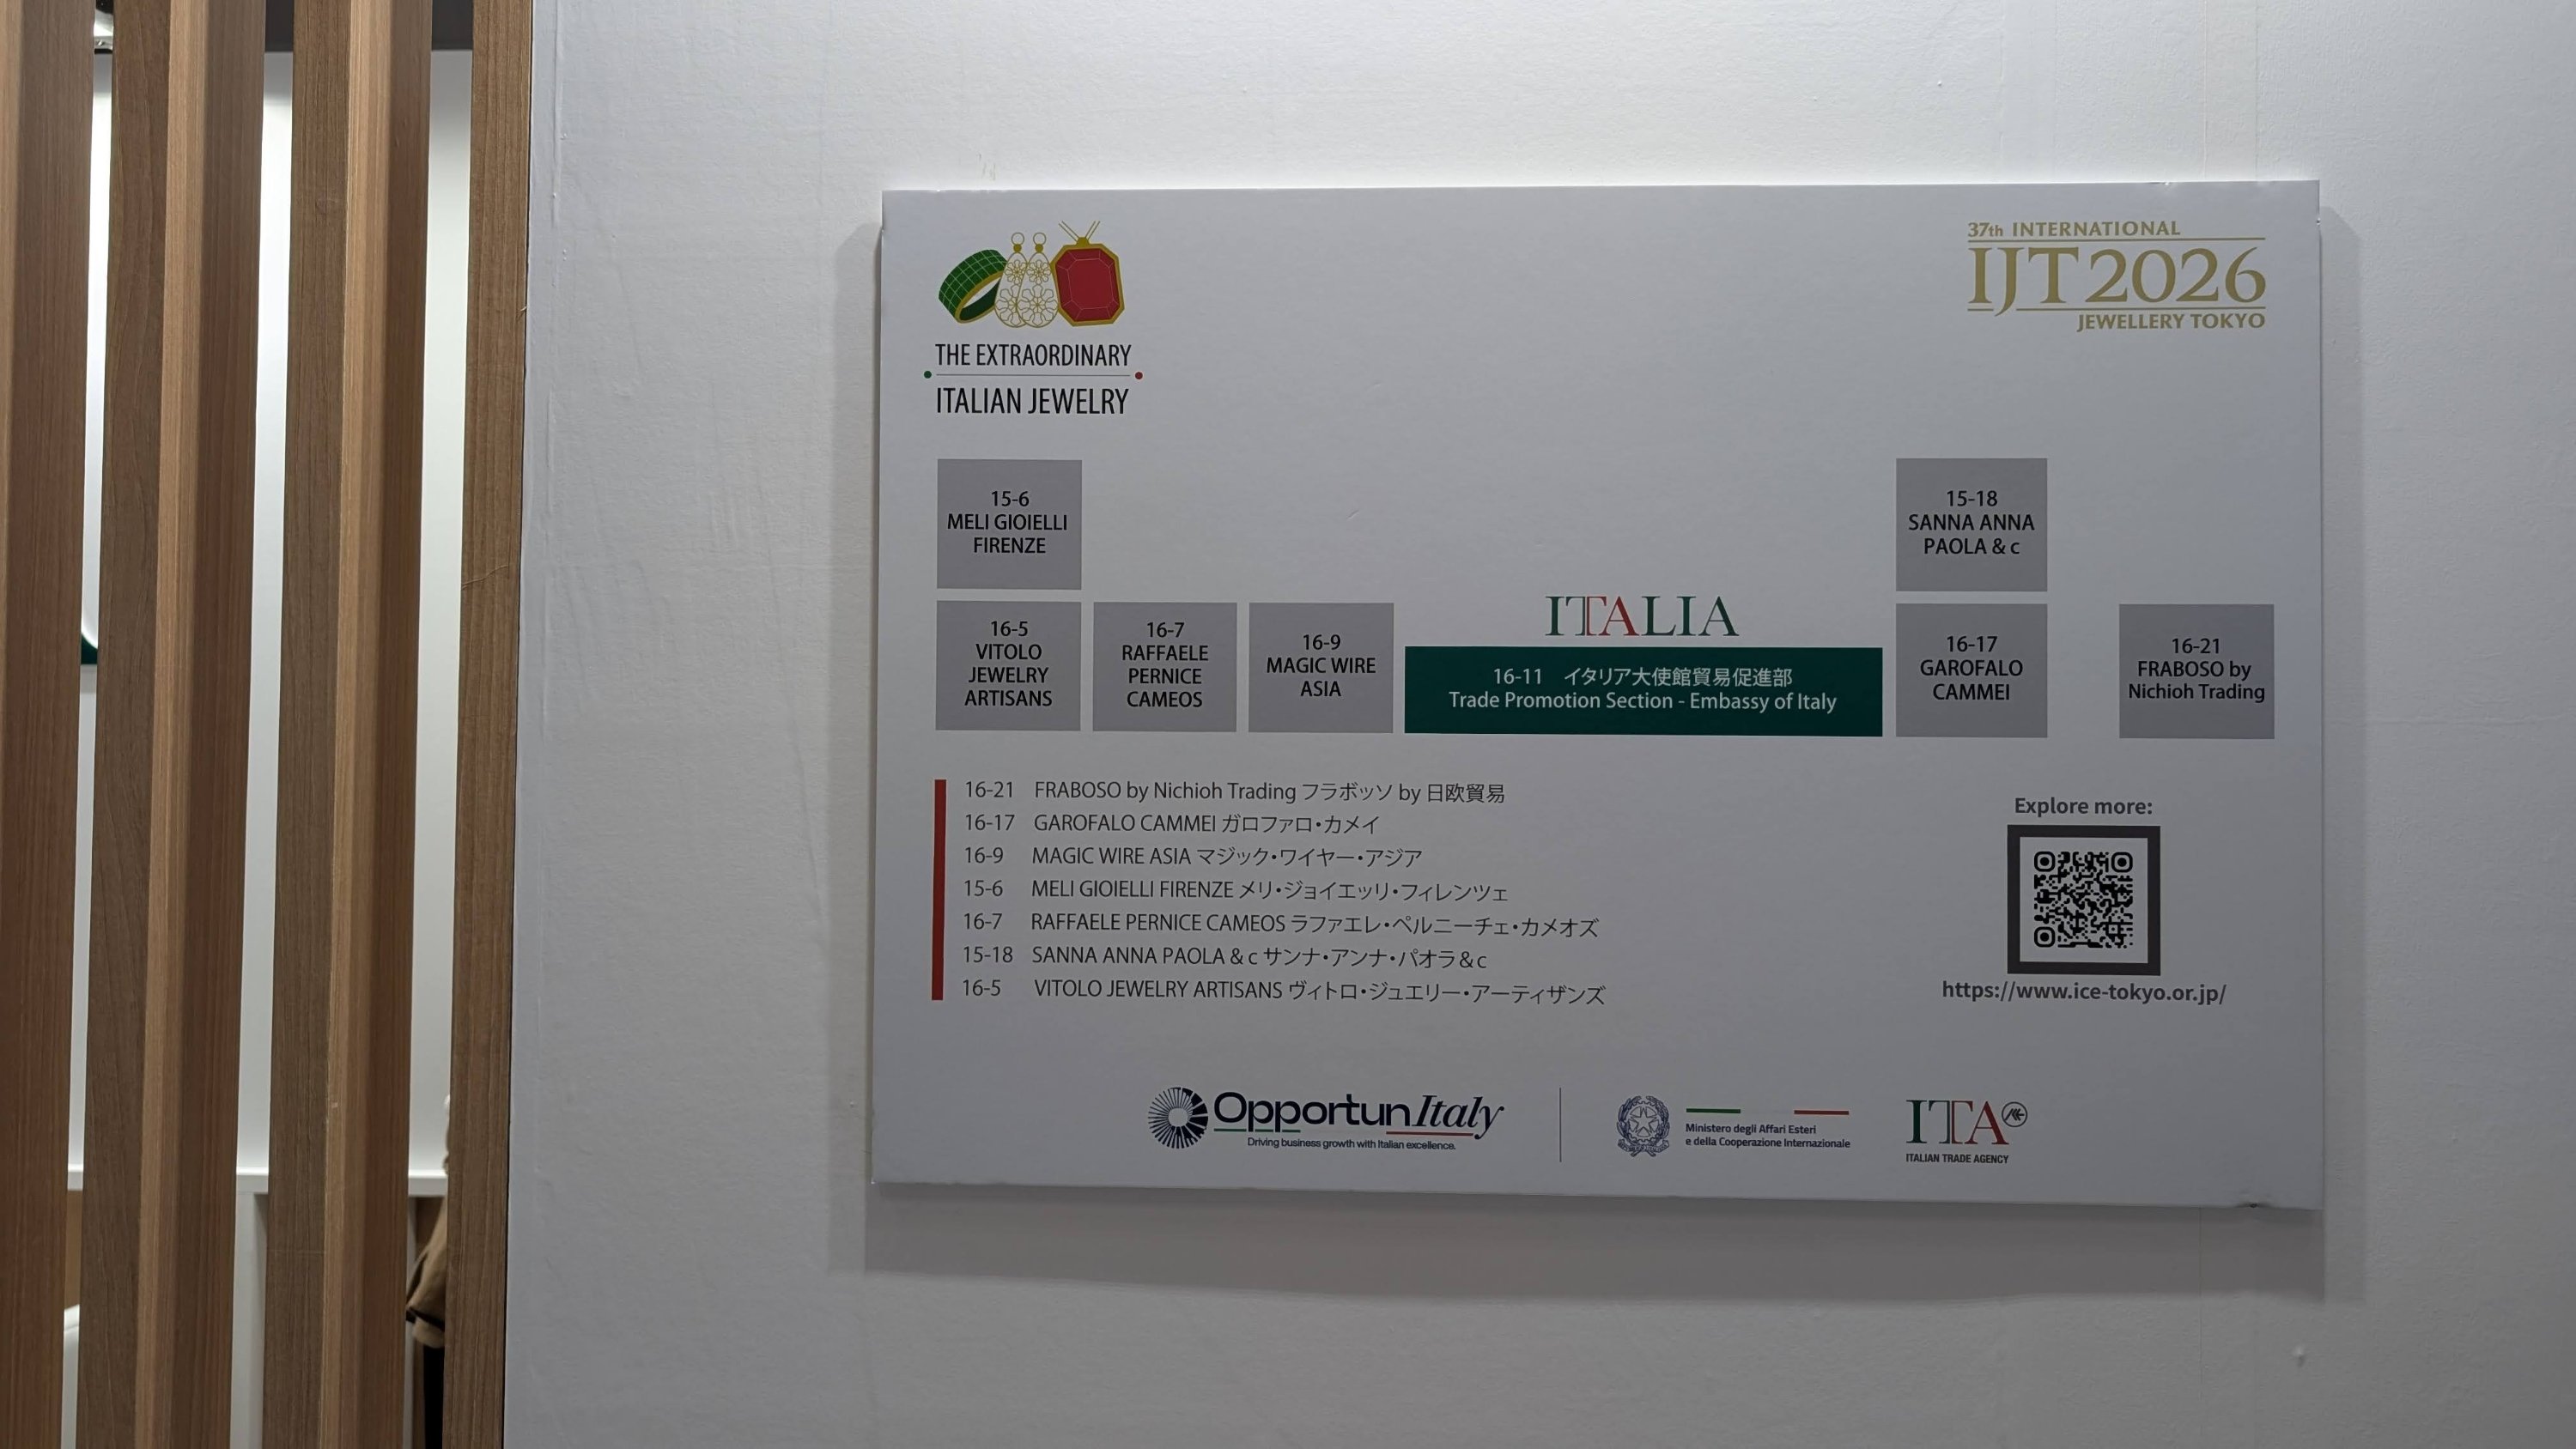 THE EXTRAORDINARY
ITALIAN JEWELRY
37th INTERNATIONAL
IJT 2026
JEWELLERY TOKYO
15-6
MELI GIOIELLI
FIRENZE
15-18
SANNA ANNA
PAOLA & c
16-5
VITOLO
JEWELRY
ARTISANS
16-7
RAFFAELE
PERNICE
CAMEOS
16-9
MAGIC WIRE
ASIA
ITALIA
16-11 イタリア大使館貿易促進部
Trade Promotion Section - Embassy of Italy
16-17
GAROFALO
CAMMEI
16-21
FRABOSO by
Nichioh Trading
16-21 FRABOSO by Nichioh Trading フラボッソ by 日欧貿易
16-17 GAROFALO CAMMEI ガロファロ・カメイ
16-9 MAGIC WIRE ASIA マジック・ワイヤー・アジア
15-6 MELI GIOIELLI FIRENZE メリ・ジョイエッリ・フィレンツェ
16-7 RAFFAELE PERNICE CAMEOS ラファエレ・ペルニーチェ・カメオズ
15-18 SANNA ANNA PAOLA & c サンナ・アンナ・パオラ & c
16-5 VITOLO JEWELRY ARTISANS ヴィトロ・ジュエリー・アーティザンズ
Explore more:
https://www.ice-tokyo.or.jp/
OpportunItaly
Driving business growth with Italian excellence.
Ministero degli Affari Esteri
e della Cooperazione Internazionale
ITA
ITALIAN TRADE AGENCY